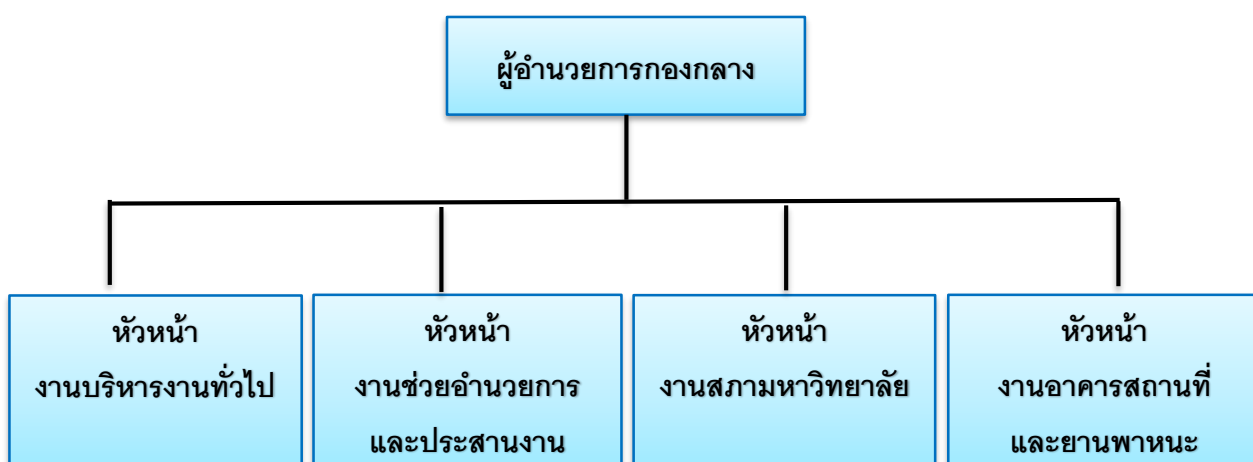 ผู้อำนวยการกองกลาง
หัวหน้า
งานบริหารงานทั่วไป
หัวหน้า
งานช่วยอำนวยการ
และประสานงาน
หัวหน้า
งานสภามหาวิทยาลัย
หัวหน้า
งานอาคารสถานที่
และยานพาหนะ